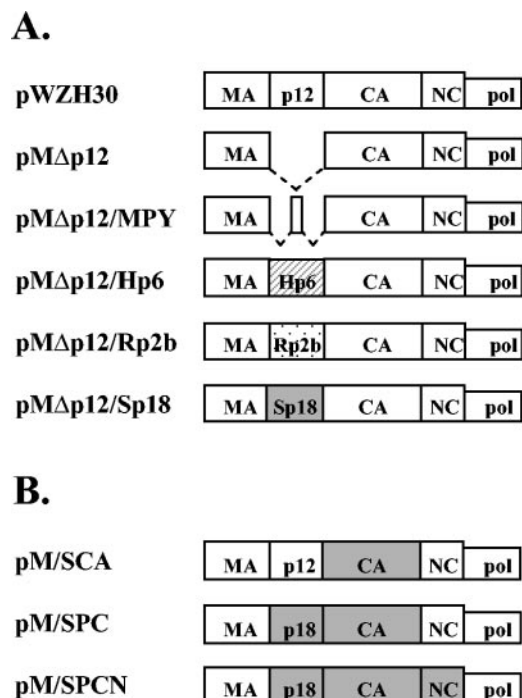 A.
pWZH30 MA p12 CA NC pol
pMΔp12 MA CA NC pol
pMΔp12/MPY MA CA NC pol
pMΔp12/Hp6 MA Hp6 CA NC pol
pMΔp12/Rp2b MA Rp2b CA NC pol
pMΔp12/Sp18 MA Sp18 CA NC pol
B.
pM/SCA MA p12 CA NC pol
pM/SPC MA p18 CA NC pol
pM/SPCN MA p18 CA NC pol